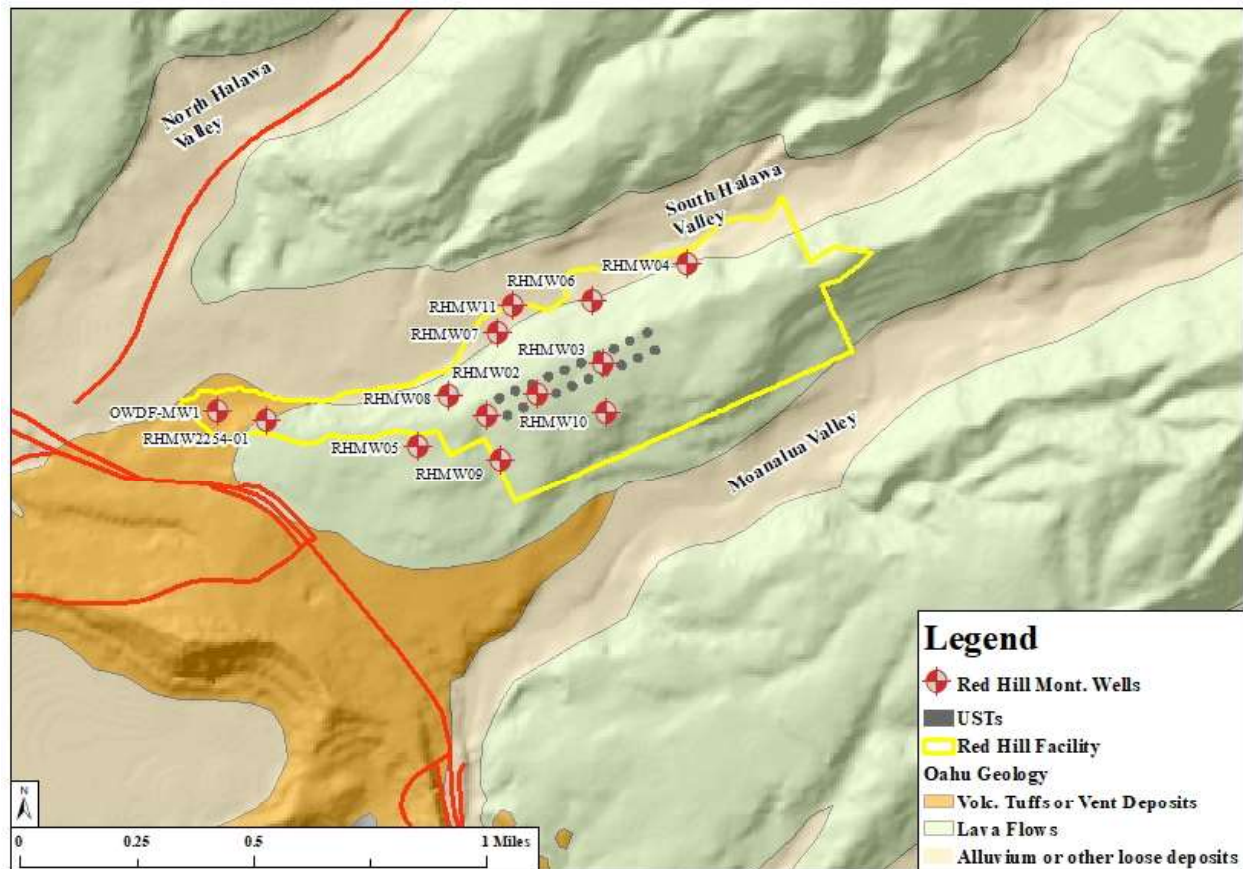 North Halawa
Valley
South Halawa
Valley
RHMW04
RHMW06
RHMW11
RHMW07
RHMW03
RHMW02
RHMW08
OWDF-MW1
RHMW10
RHMW2254-01
RHMW05
RHMW09
Moanalua Valley
Legend
Red Hill Mont. Wells
USTs
Red Hill Facility
Oahu Geology
Volc. Tuffs or Vent Deposits
Lava Flows
Alluvium or other loose deposits
N
0 0.25 0.5 1 Miles